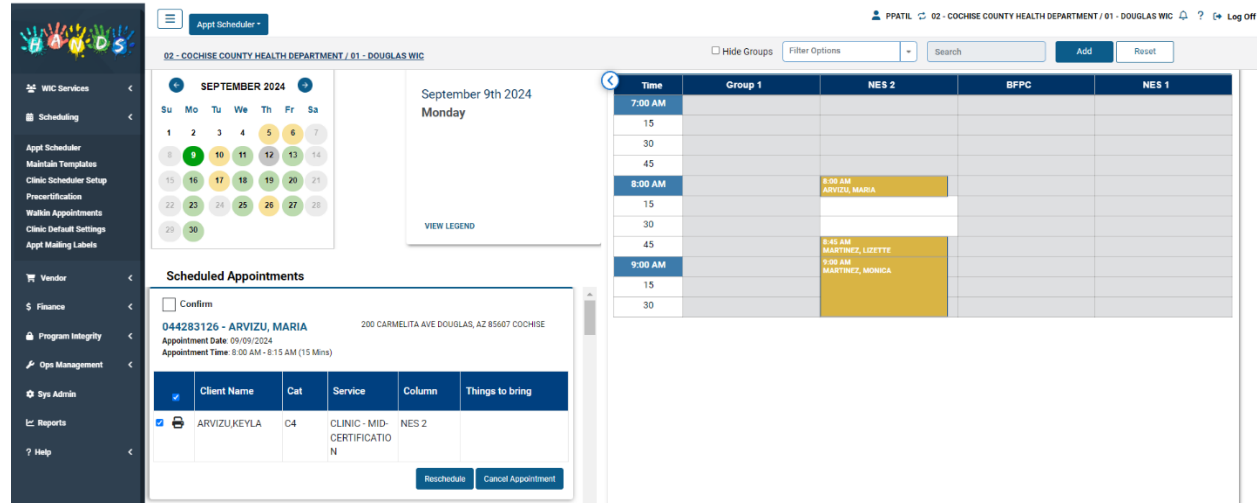 HANDS
Appt Scheduler
PPATIL 02 - COCHISE COUNTY HEALTH DEPARTMENT / 01 - DOUGLAS WIC ? Log Off
02 - COCHISE COUNTY HEALTH DEPARTMENT / 01 - DOUGLAS WIC
Hide Groups Filter Options Search Add Reset
WIC Services
Scheduling
Appt Scheduler
Maintain Templates
Clinic Scheduler Setup
Precertification
Walkin Appointments
Clinic Default Settings
Appt Mailing Labels
Vendor
$ Finance
Program Integrity
Ops Management
Sys Admin
Reports
? Help
SEPTEMBER 2024
Su Mo Tu We Th Fr Sa
1 2 3 4 5 6 7
8 9 10 11 12 13 14
15 16 17 18 19 20 21
22 23 24 25 26 27 28
29 30
September 9th 2024
Monday
VIEW LEGEND
Scheduled Appointments
Confirm
044283126 - ARVIZU, MARIA 200 CARMELITA AVE DOUGLAS, AZ 85607 COCHISE
Appointment Date: 09/09/2024
Appointment Time: 8:00 AM - 8:15 AM (15 Mins)
Client Name Cat Service Column Things to bring
ARVIZU,KEYLA C4 CLINIC - MID- NES 2
CERTIFICATIO
N
Reschedule Cancel Appointment
Time Group 1 NES 2 BFPC NES 1
7:00 AM
15
30
45
8:00 AM 8:00 AM
ARVIZU, MARIA
15
30
45 8:45 AM
MARTINEZ, LIZETTE
9:00 AM 9:00 AM
MARTINEZ, MONICA
15
30